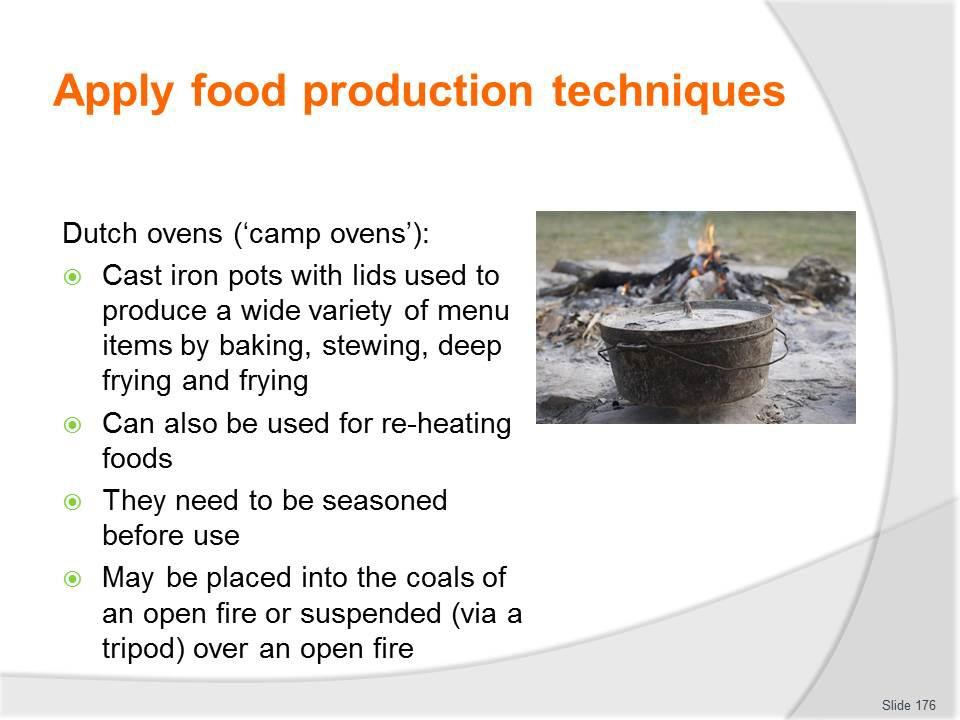 Apply food production techniques
Dutch ovens (‘camp ovens’):
Cast iron pots with lids used to
produce a wide variety of menu
items by baking, stewing, deep
frying and frying
Can also be used for re-heating
foods
They need to be seasoned
before use
May be placed into the coals of
an open fire or suspended (via a
tripod) over an open fire
Slide 176